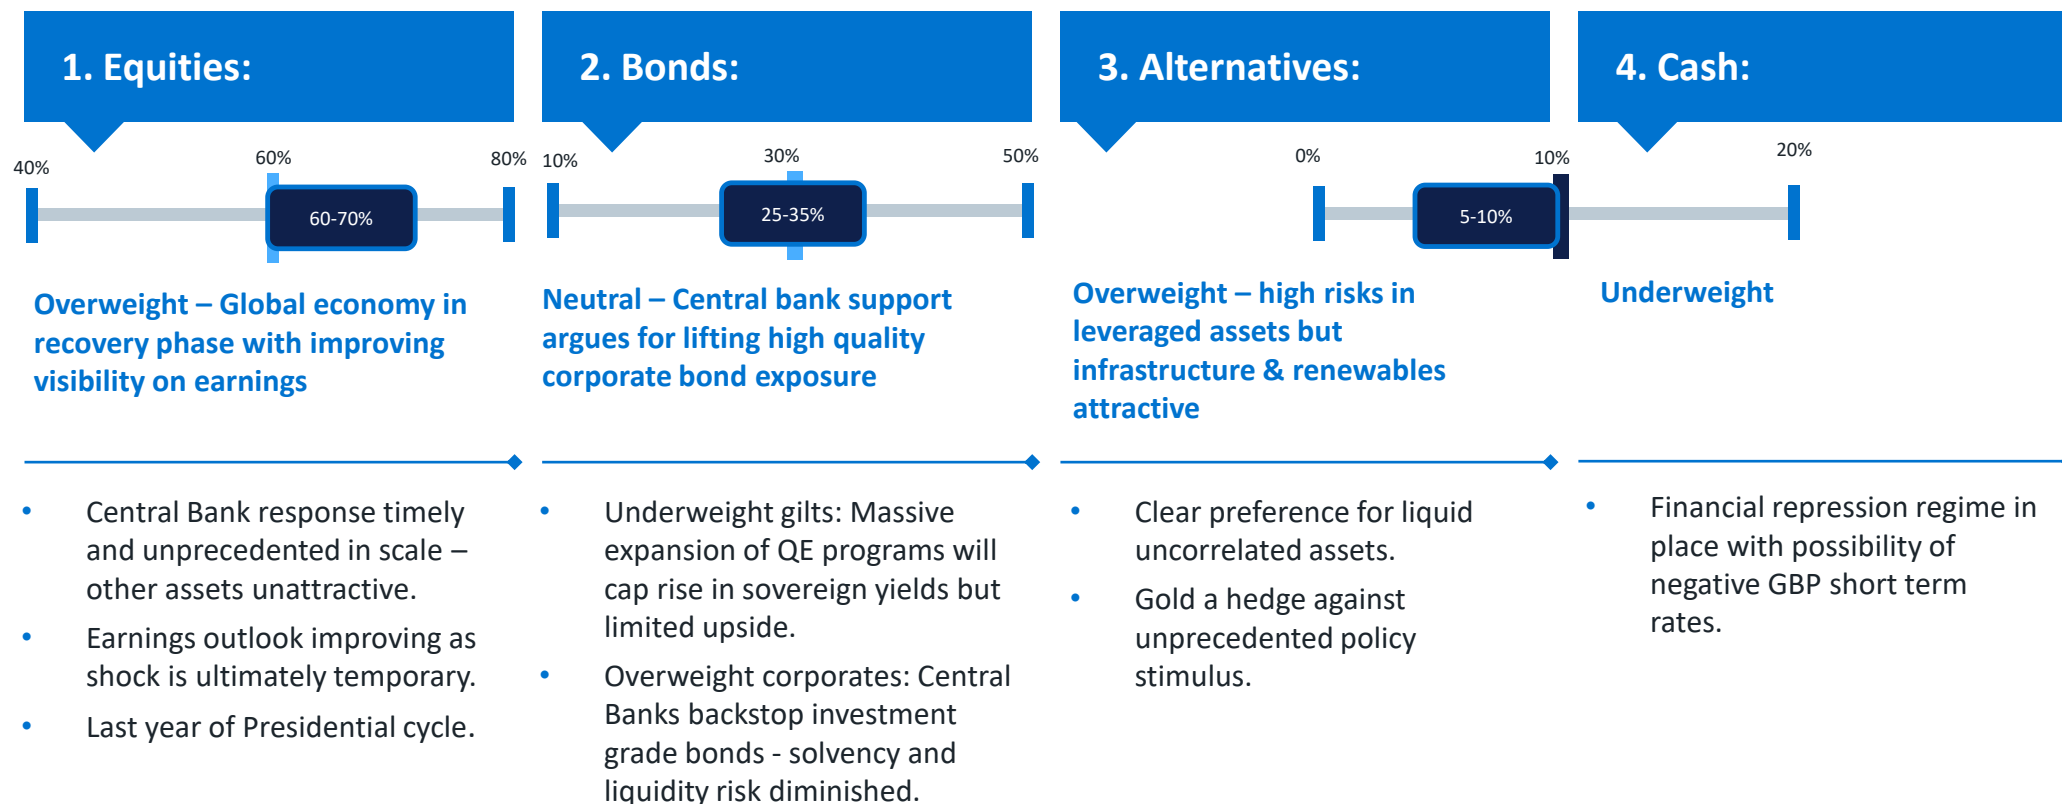 1. Equities:
40%
60%
80%
60-70%
Overweight – Global economy in
recovery phase with improving
visibility on earnings
• Central Bank response timely
and unprecedented in scale –
other assets unattractive.
• Earnings outlook improving as
shock is ultimately temporary.
• Last year of Presidential cycle.
2. Bonds:
10%
30%
50%
25-35%
Neutral – Central bank support
argues for lifting high quality
corporate bond exposure
• Underweight gilts: Massive
expansion of QE programs will
cap rise in sovereign yields but
limited upside.
• Overweight corporates: Central
Banks backstop investment
grade bonds - solvency and
liquidity risk diminished.
3. Alternatives:
0%
10%
20%
5-10%
Overweight – high risks in
leveraged assets but
infrastructure & renewables
attractive
• Clear preference for liquid
uncorrelated assets.
• Gold a hedge against
unprecedented policy
stimulus.
4. Cash:
Underweight
• Financial repression regime in
place with possibility of
negative GBP short term
rates.